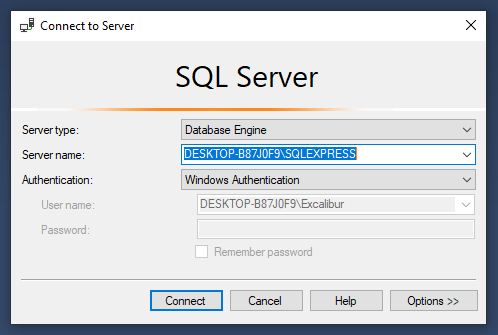 Connect to Server
SQL Server
Server type: Database Engine
Server name: DESKTOP-B87J0F9\SQLEXPRESS
Authentication: Windows Authentication
User name: DESKTOP-B87J0F9\Excalibur
Password:
Remember password
Connect Cancel Help Options >>